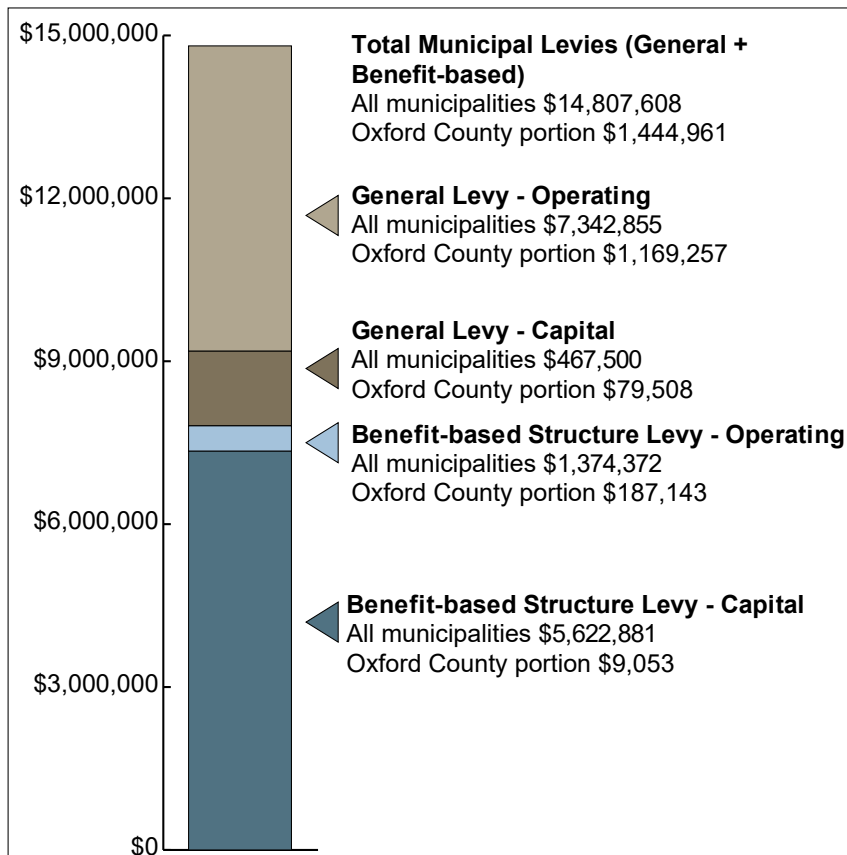 $15,000,000
$12,000,000
$9,000,000
$6,000,000
$3,000,000
$0
Total Municipal Levies (General +
Benefit-based)
All municipalities $14,807,608
Oxford County portion $1,444,961
General Levy - Operating
All municipalities $7,342,855
Oxford County portion $1,169,257
General Levy - Capital
All municipalities $467,500
Oxford County portion $79,508
Benefit-based Structure Levy - Operating
All municipalities $1,374,372
Oxford County portion $187,143
Benefit-based Structure Levy - Capital
All municipalities $5,622,881
Oxford County portion $9,053